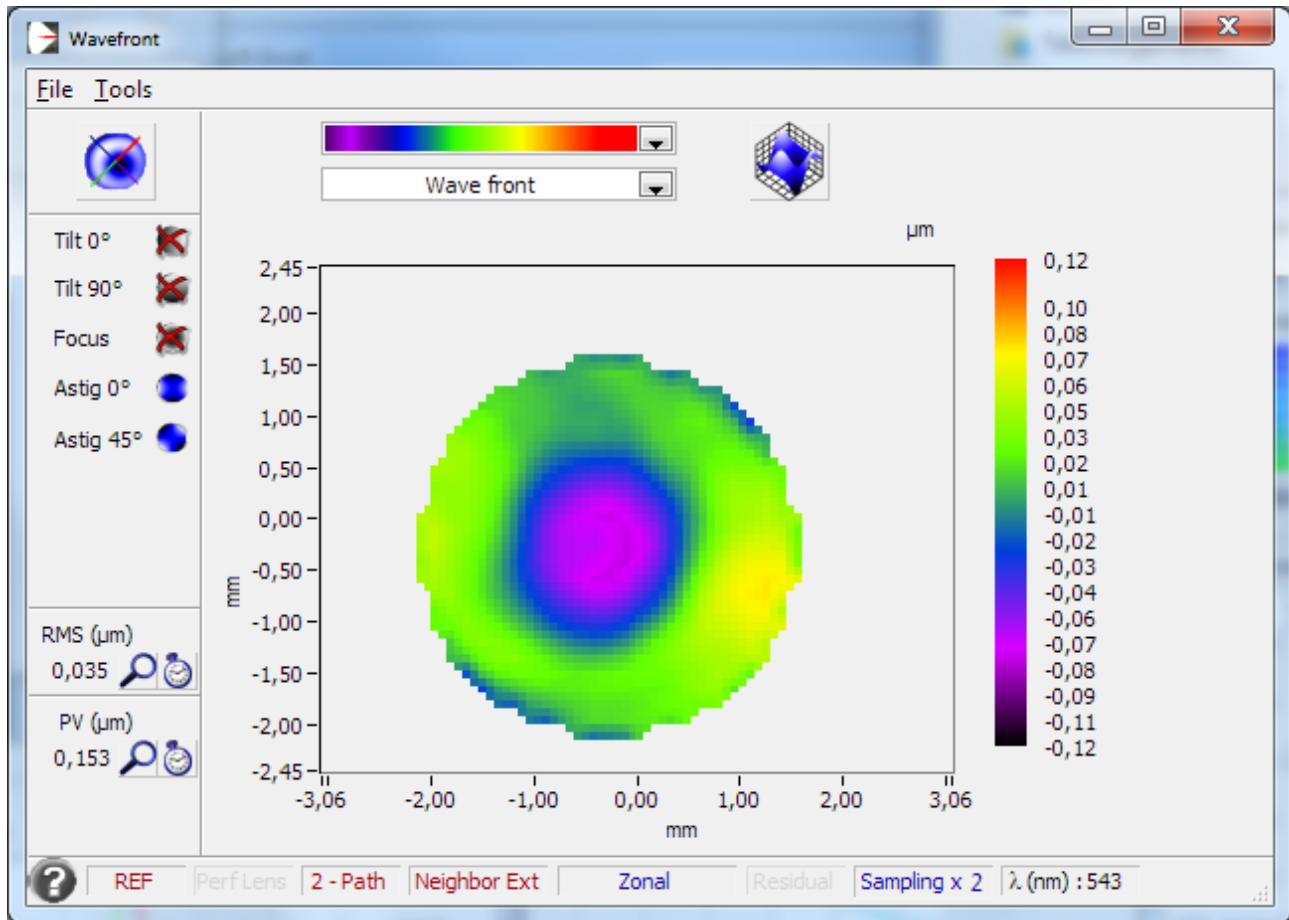 Wavefront
File Tools
Tilt 0°
Tilt 90°
Focus
Astig 0°
Astig 45°
RMS (µm)
0,035
PV (µm)
0,153
Wave front
µm
2,45
2,00
1,50
1,00
0,50
0,00
-0,50
-1,00
-1,50
-2,00
-2,45
mm
-3,06 -2,00 -1,00 0,00 1,00 2,00 3,06
mm
0,12
0,10
0,08
0,07
0,06
0,05
0,03
0,02
0,01
-0,01
-0,02
-0,03
-0,04
-0,06
-0,07
-0,08
-0,09
-0,11
-0,12
? REF Perf Lens 2 - Path Neighbor Ext Zonal Residual Sampling x 2 λ (nm) : 543